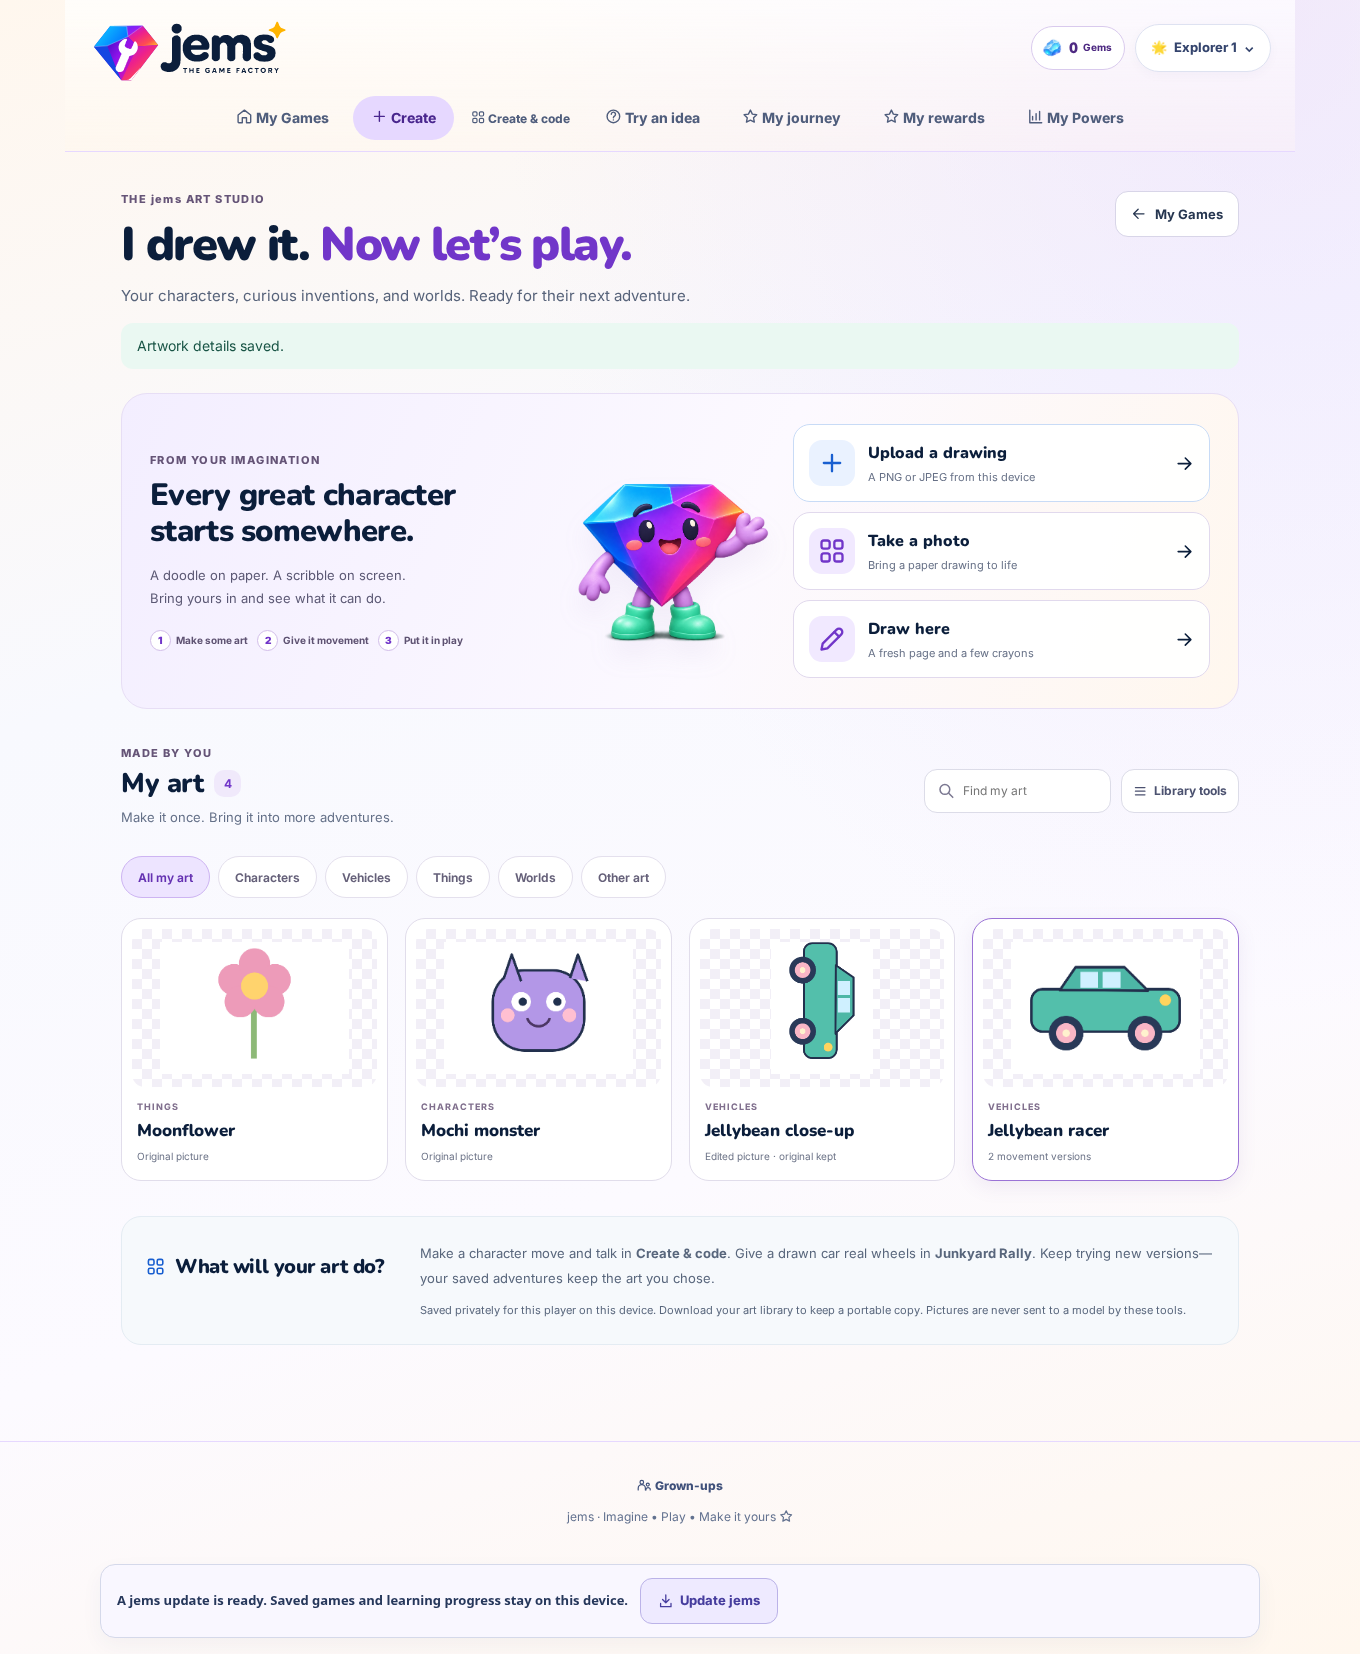 jems
THE GAME FACTORY
0 Gems
Explorer 1
My Games
Create
Create & code
Try an idea
My journey
My rewards
My Powers
THE jems ART STUDIO
I drew it. Now let’s play.
My Games
Your characters, curious inventions, and worlds. Ready for their next adventure.
Artwork details saved.
FROM YOUR IMAGINATION
Every great character
starts somewhere.
A doodle on paper. A scribble on screen.
Bring yours in and see what it can do.
1 Make some art 2 Give it movement 3 Put it in play
Upload a drawing
A PNG or JPEG from this device
Take a photo
Bring a paper drawing to life
Draw here
A fresh page and a few crayons
MADE BY YOU
My art 4
Make it once. Bring it into more adventures.
Find my art
Library tools
All my art
Characters
Vehicles
Things
Worlds
Other art
THINGS
Moonflower
Original picture
CHARACTERS
Mochi monster
Original picture
VEHICLES
Jellybean close-up
Edited picture · original kept
VEHICLES
Jellybean racer
2 movement versions
What will your art do?
Make a character move and talk in Create & code. Give a drawn car real wheels in Junkyard Rally. Keep trying new versions—
your saved adventures keep the art you chose.
Saved privately for this player on this device. Download your art library to keep a portable copy. Pictures are never sent to a model by these tools.
Grown-ups
jems · Imagine • Play • Make it yours
A jems update is ready. Saved games and learning progress stay on this device.
Update jems